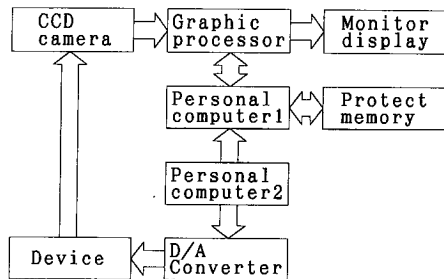 CCD
camera
Graphic
processor
Monitor
display
Personal
computer1
Protect
memory
Personal
computer2
Device
D/A
Converter